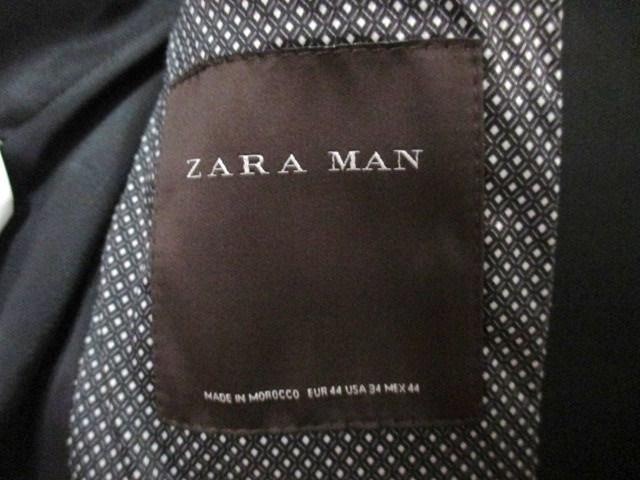 ZARA MAN
MADE IN MOROCCO EUR 44 USA 34 MEX 44